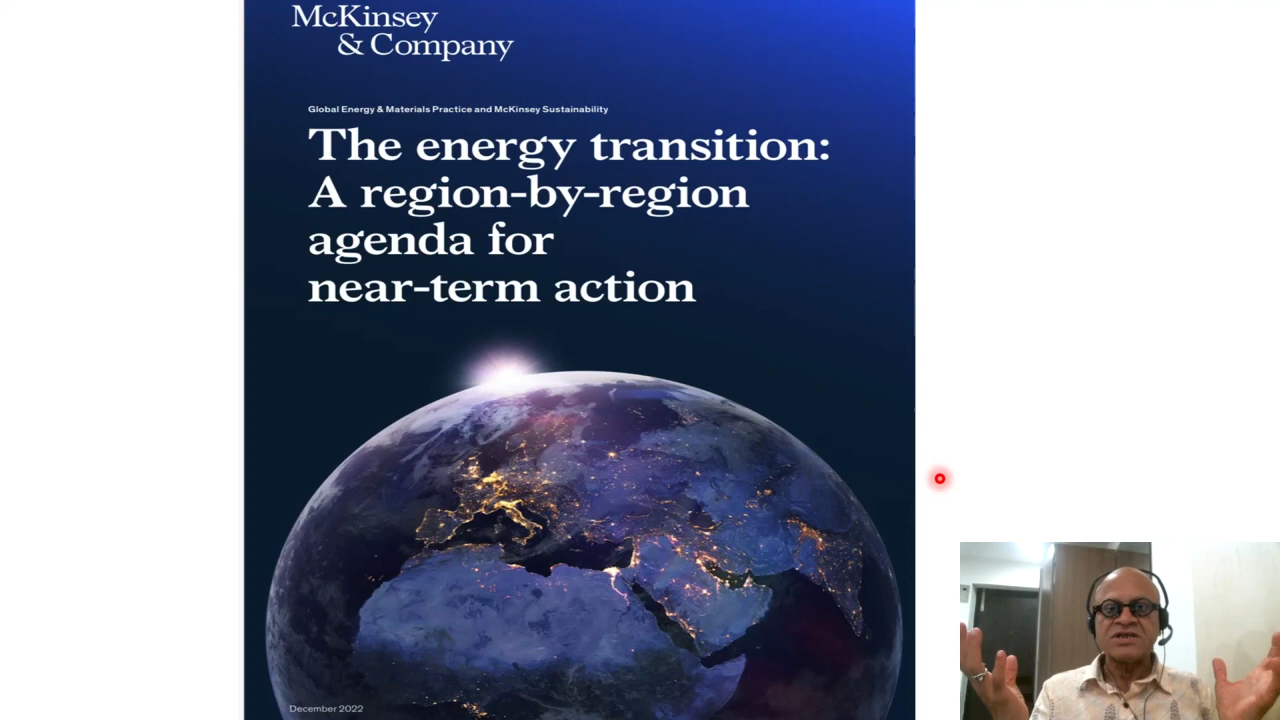 McKinsey
& Company
Global Energy & Materials Practice and McKinsey Sustainability
The energy transition:
A region-by-region
agenda for
near-term action
December 2022